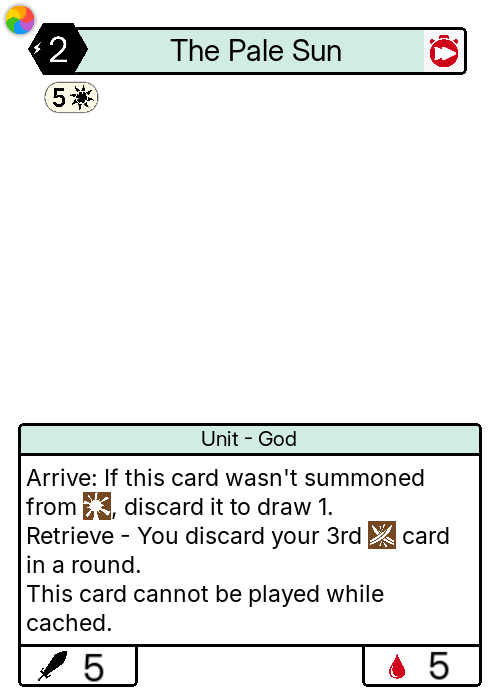 2
The Pale Sun
5
Unit - God
Arrive: If this card wasn't summoned
from , discard it to draw 1.
Retrieve - You discard your 3rd card
in a round.
This card cannot be played while
cached.
5
5